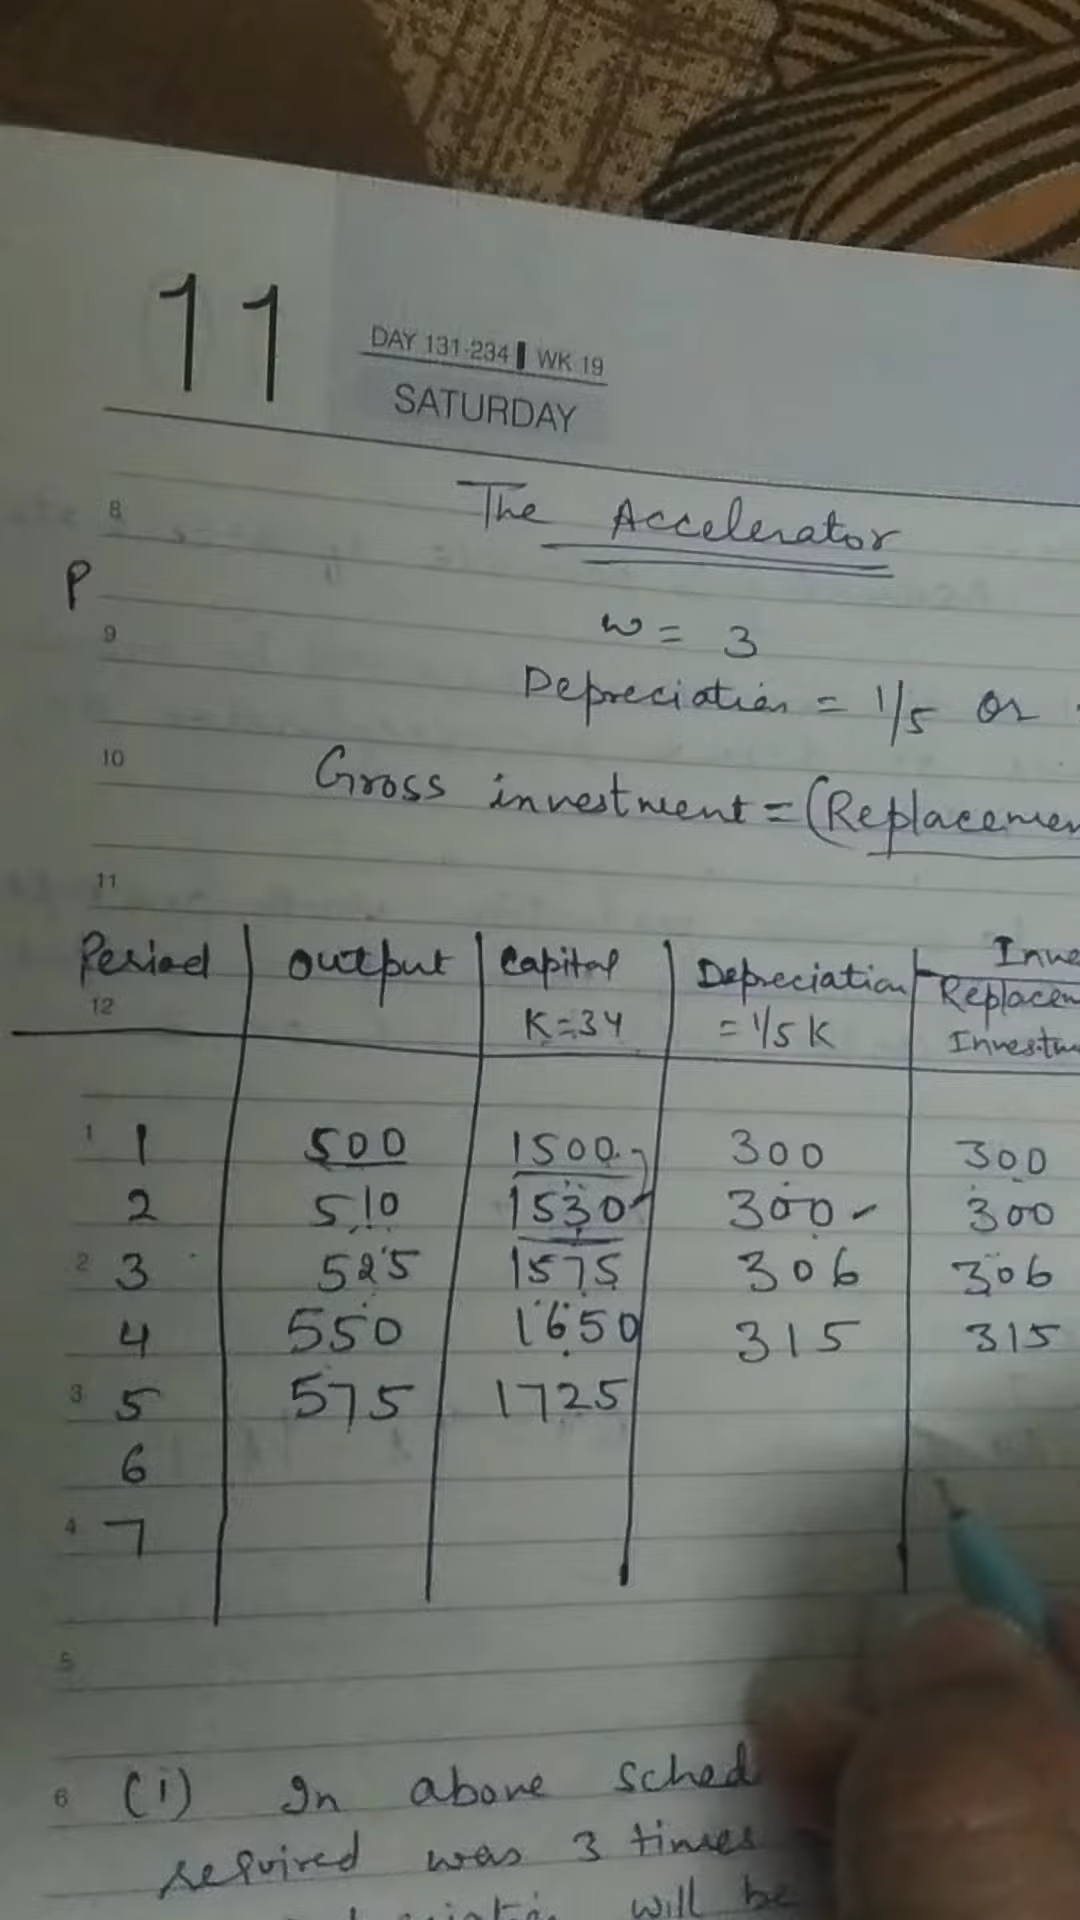 11
DAY 131-234 WK 19
SATURDAY
8
The Accelerator
P
w = 3
9
Depreciation = 1/5 or
10
Gross investment = (Replacemen
11
Period output Capital Depreciation Inve
12 K=3Y = 1/5 K Replacem
Investm
1 1 500 1500 300 300
2 510 1530 300 300
2 3 525 1575 306 306
4 550 1650 315 315
3 5 575 1725
6
4 7
5
6 (i) In above sched
required was 3 times
will be